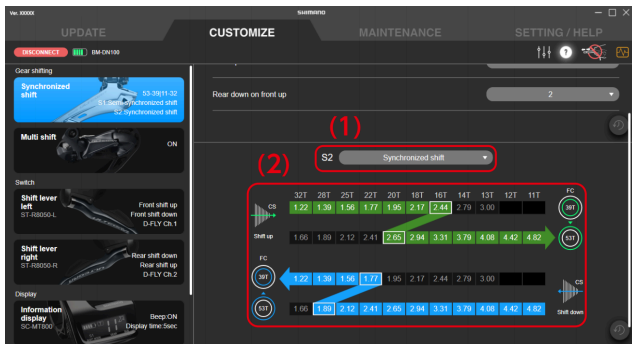 Ver. XXXXX
SHIMANO
UPDATE
CUSTOMIZE
MAINTENANCE
SETTING / HELP
DISCONNECT
BM-DN100
?
Gear shifting
Synchronized
shift
53-39|11-32
S1:Semi-synchronized shift
S2:Synchronized shift
Multi shift
ON
Switch
Shift lever
left
ST-R8050-L
Front shift up
Front shift down
D-FLY Ch.1
Shift lever
right
ST-R8050-R
Rear shift down
Rear shift up
D-FLY Ch.2
Display
Information
display
SC-MT800
Beep:ON
Display time:5sec
Rear down on front up
2
(1)
S2
Synchronized shift
(2)
32T 28T 25T 22T 20T 18T 16T 14T 13T 12T 11T
FC
CS
1.22 1.39 1.56 1.77 1.95 2.17 2.44 2.79 3.00
39T
Shift up
1.66 1.89 2.12 2.41 2.65 2.94 3.31 3.79 4.08 4.42 4.82
53T
FC
39T
1.22 1.39 1.56 1.77 1.95 2.17 2.44 2.79 3.00
CS
53T
1.66 1.89 2.12 2.41 2.65 2.94 3.31 3.79 4.08 4.42 4.82
Shift down